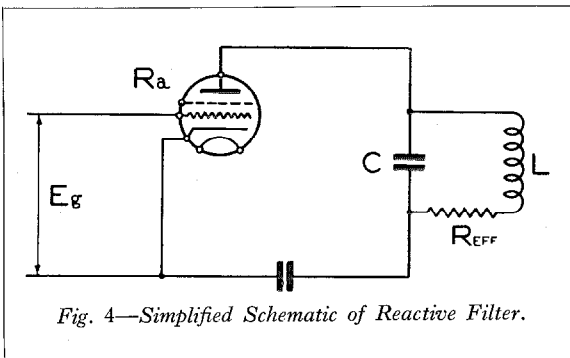 Ra
Eg
C
L
REFF
Fig. 4—Simplified Schematic of Reactive Filter.